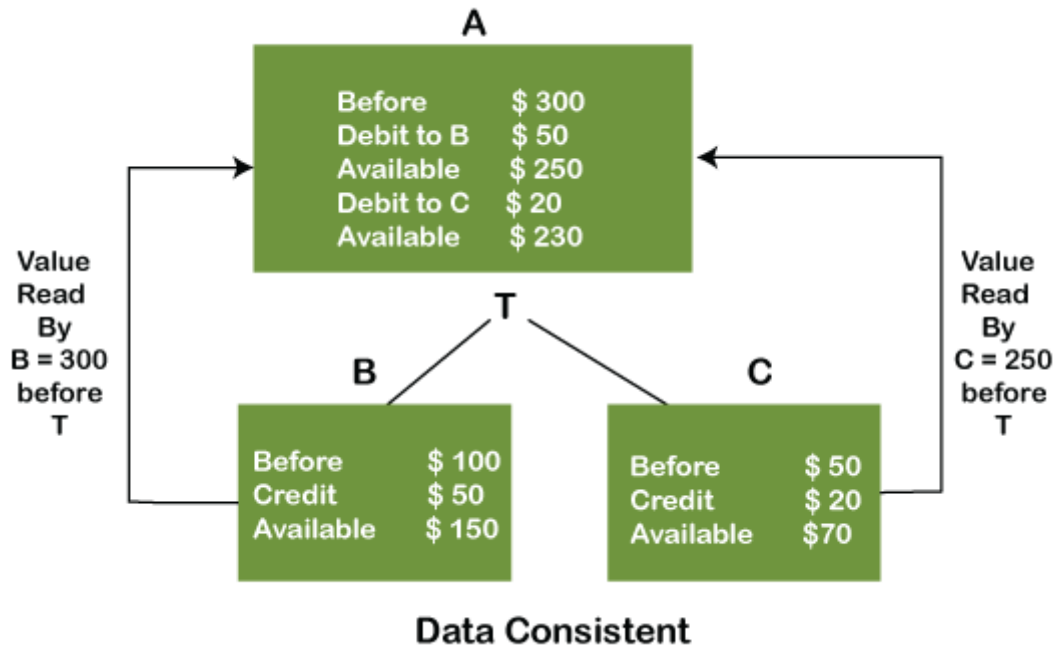 A
Before $ 300
Debit to B $ 50
Available $ 250
Debit to C $ 20
Available $ 230
Value
Read
By
B = 300
before
T
T
Value
Read
By
C = 250
before
T
B
Before $ 100
Credit $ 50
Available $ 150
C
Before $ 50
Credit $ 20
Available $70
Data Consistent